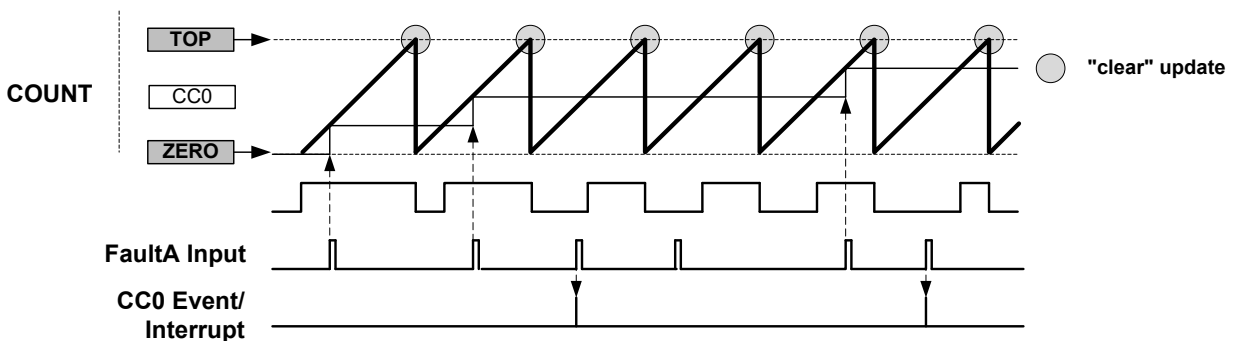 TOP
COUNT
CC0
ZERO
"clear" update
FaultA Input
CC0 Event/
Interrupt